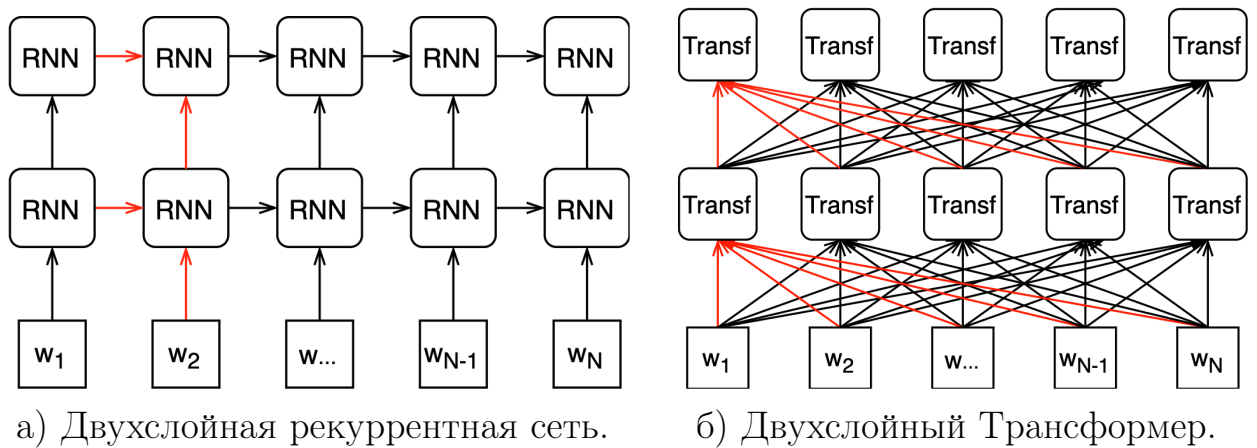 RNN RNN RNN RNN RNN
RNN RNN RNN RNN RNN
w1 w2 w... wN-1 wN
а) Двухслойная рекуррентная сеть.
Transf Transf Transf Transf Transf
Transf Transf Transf Transf Transf
w1 w2 w... wN-1 wN
б) Двухслойный Трансформер.